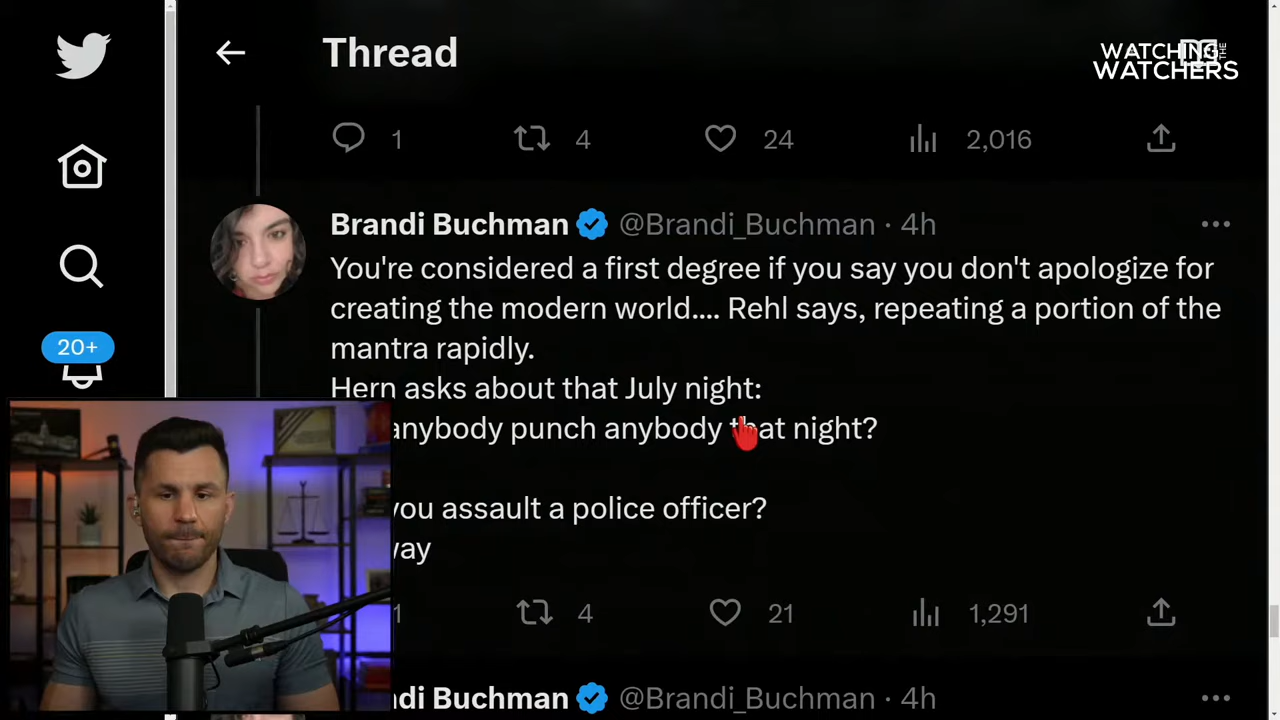 Thread
WATCHING THE
WATCHERS
1 4 24 2,016
Brandi Buchman @Brandi_Buchman · 4h
You're considered a first degree if you say you don't apologize for
creating the modern world.... Rehl says, repeating a portion of the
mantra rapidly.
20+
Hern asks about that July night:
anybody punch anybody that night?
you assault a police officer?
way
1 4 21 1,291
di Buchman @Brandi_Buchman · 4h